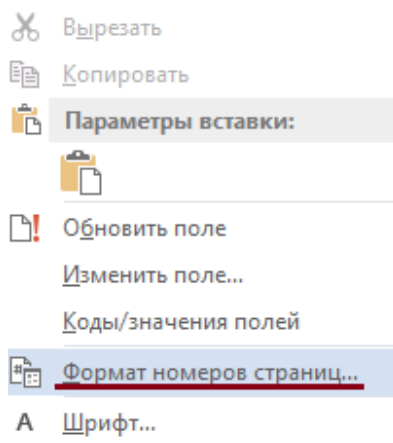 Вырезать
Копировать
Параметры вставки:
Обновить поле
Изменить поле...
Коды/значения полей
Формат номеров страниц...
Шрифт...